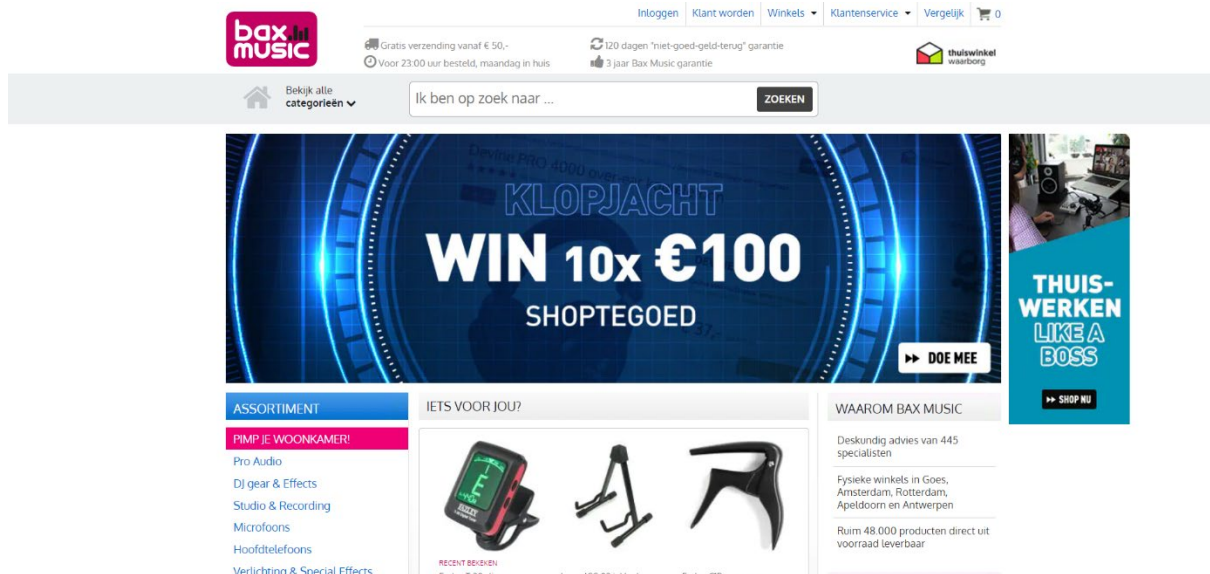 Inloggen
Klant worden
Winkels
Klantenservice
Vergelijk
0
bax
music
Gratis verzending vanaf € 50,-
120 dagen "niet-goed-geld-terug" garantie
Voor 23:00 uur besteld, maandag in huis
3 jaar Bax Music garantie
thuiswinkel
waarborg
Bekijk alle
categorieën
Ik ben op zoek naar ...
ZOEKEN
Devine PRO 4000 over-ear
KLOPJACHT
WIN 10x €100
SHOPTEGOED
DOE MEE
THUIS-
WERKEN
LIKE A
BOSS
SHOP NU
ASSORTIMENT
PIMP JE WOONKAMER!
Pro Audio
DJ gear & Effects
Studio & Recording
Microfoons
Hoofdtelefoons
Verlichting & Special Effects
IETS VOOR JOU?
E
RECENT BEKEKEN
WAAROM BAX MUSIC
Deskundig advies van 445
specialisten
Fysieke winkels in Goes,
Amsterdam, Rotterdam,
Apeldoorn en Antwerpen
Ruim 48.000 producten direct uit
voorraad leverbaar